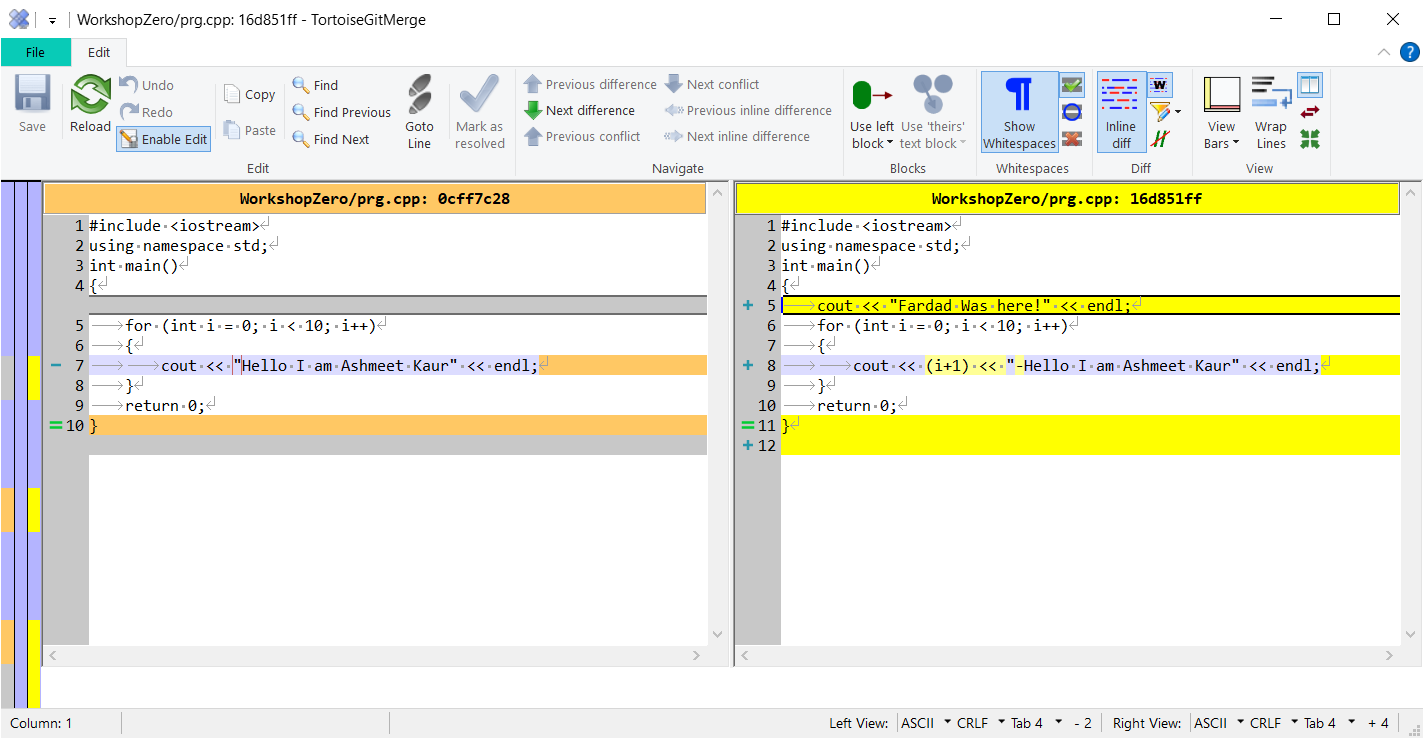 WorkshopZero/prg.cpp: 16d851ff - TortoiseGitMerge
File Edit
Save
Reload
Undo
Redo
Enable Edit
Copy
Paste
Find
Find Previous
Find Next
Goto Line
Mark as resolved
Edit
Previous difference
Next difference
Previous conflict
Next conflict
Previous inline difference
Next inline difference
Navigate
Use left block
Use 'theirs' text block
Blocks
Show Whitespaces
Whitespaces
Inline diff
Diff
View Bars
Wrap Lines
View
WorkshopZero/prg.cpp: 0cff7c28
1 #include <iostream>
2 using namespace std;
3 int main()
4 {
5 for (int i = 0; i < 10; i++)
6 {
7 cout << "Hello I am Ashmeet Kaur" << endl;
8 }
9 return 0;
10 }
WorkshopZero/prg.cpp: 16d851ff
1 #include <iostream>
2 using namespace std;
3 int main()
4 {
5 cout << "Fardad Was here!" << endl;
6 for (int i = 0; i < 10; i++)
7 {
8 cout << (i+1) << "-Hello I am Ashmeet Kaur" << endl;
9 }
10 return 0;
11 }
12
Column: 1
Left View: ASCII CRLF Tab 4 - 2
Right View: ASCII CRLF Tab 4 + 4